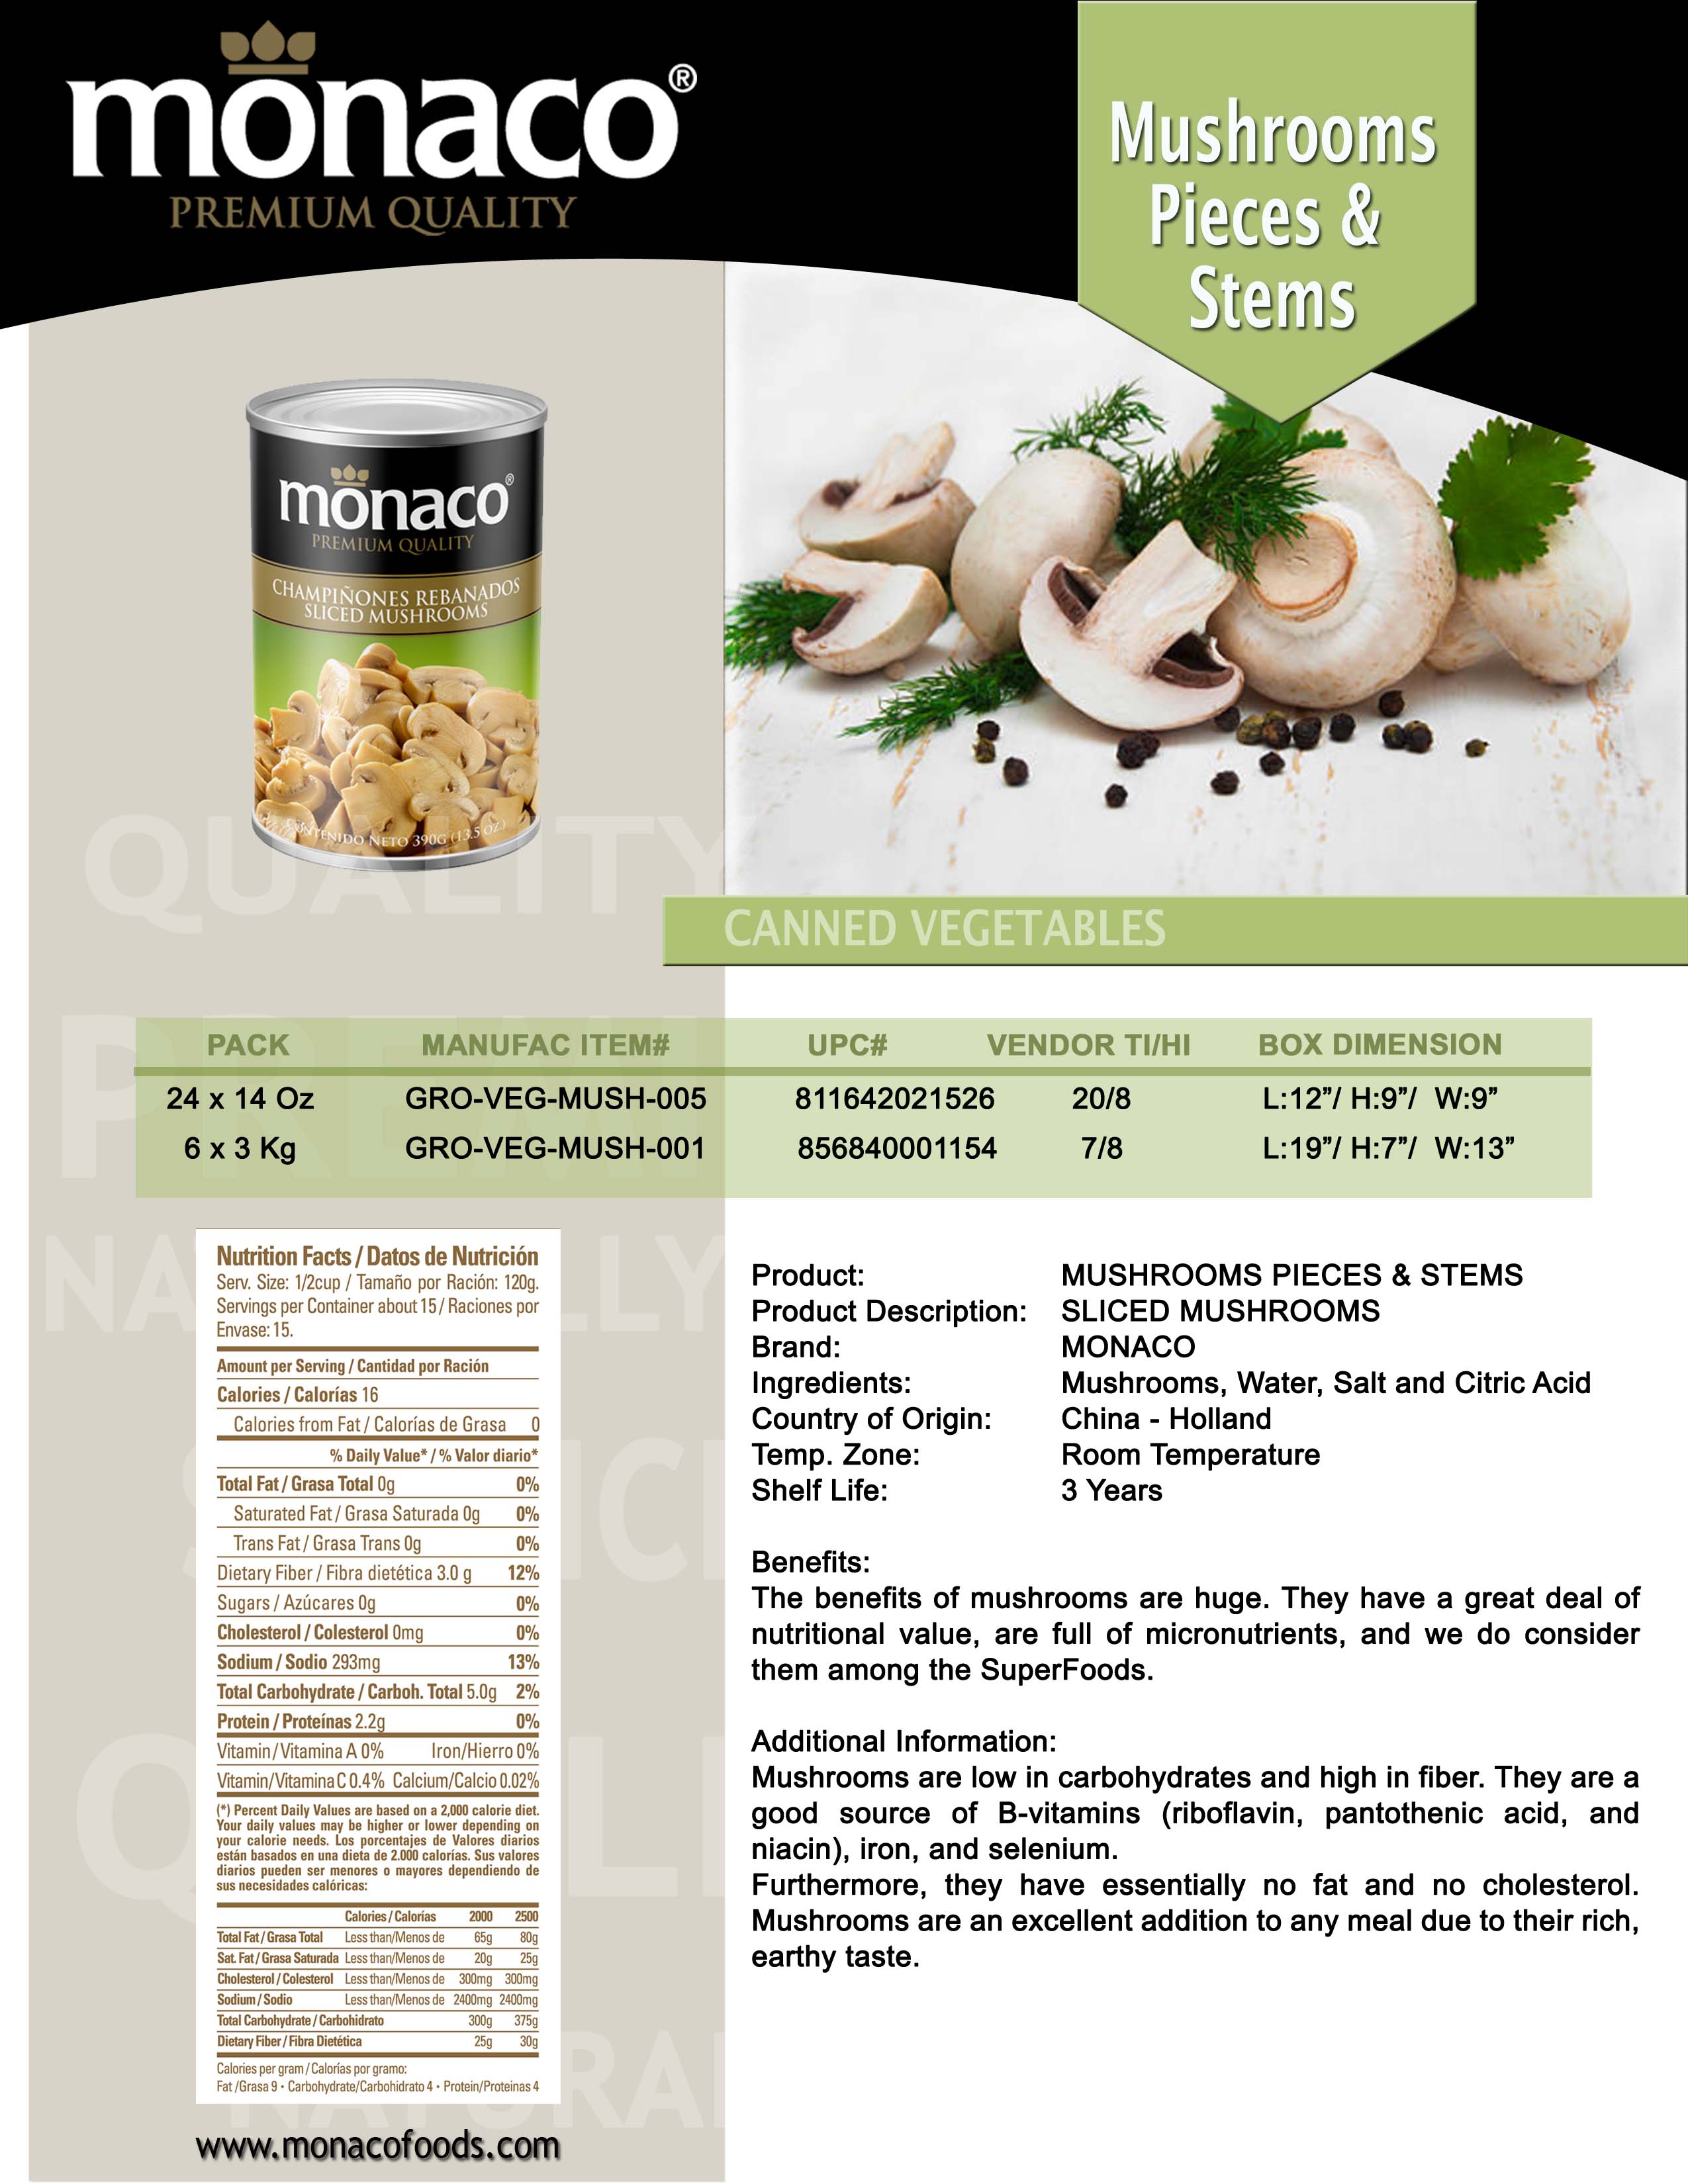 monaco®
PREMIUM QUALITY
Mushrooms
Pieces &
Stems
monaco®
PREMIUM QUALITY
CHAMPIÑONES REBANADOS
SLICED MUSHROOMS
CONTENIDO NETO 390G (13.5 OZ.)
QUALITY
CANNED VEGETABLES
PACK MANUFAC ITEM# UPC# VENDOR TI/HI BOX DIMENSION
24 x 14 Oz GRO-VEG-MUSH-005 811642021526 20/8 L:12”/ H:9”/ W:9”
6 x 3 Kg GRO-VEG-MUSH-001 856840001154 7/8 L:19”/ H:7”/ W:13”
Nutrition Facts / Datos de Nutrición
Serv. Size: 1/2cup / Tamaño por Ración: 120g.
Servings per Container about 15 / Raciones por
Envase: 15.
Amount per Serving / Cantidad por Ración
Calories / Calorías 16
Calories from Fat / Calorías de Grasa 0
% Daily Value* / % Valor diario*
Total Fat / Grasa Total 0g 0%
Saturated Fat / Grasa Saturada 0g 0%
Trans Fat / Grasa Trans 0g 0%
Dietary Fiber / Fibra dietética 3.0 g 12%
Sugars / Azúcares 0g 0%
Cholesterol / Colesterol 0mg 0%
Sodium / Sodio 293mg 13%
Total Carbohydrate / Carboh. Total 5.0g 2%
Protein / Proteínas 2.2g 0%
Vitamin/Vitamina A 0% Iron/Hierro 0%
Vitamin/Vitamina C 0.4% Calcium/Calcio 0.02%
(*) Percent Daily Values are based on a 2,000 calorie diet.
Your daily values may be higher or lower depending on
your calorie needs. Los porcentajes de Valores diarios
están basados en una dieta de 2.000 calorías. Sus valores
diarios pueden ser menores o mayores dependiendo de
sus necesidades calóricas:
Calories / Calorías 2000 2500
Total Fat / Grasa Total Less than/Menos de 65g 80g
Sat. Fat / Grasa Saturada Less than/Menos de 20g 25g
Cholesterol / Colesterol Less than/Menos de 300mg 300mg
Sodium / Sodio Less than/Menos de 2400mg 2400mg
Total Carbohydrate / Carbohidrato 300g 375g
Dietary Fiber / Fibra Dietética 25g 30g
Calories per gram / Calorías por gramo:
Fat /Grasa 9 • Carbohydrate/Carbohidrato 4 • Protein/Proteinas 4
www.monacofoods.com
Product: MUSHROOMS PIECES & STEMS
Product Description: SLICED MUSHROOMS
Brand: MONACO
Ingredients: Mushrooms, Water, Salt and Citric Acid
Country of Origin: China - Holland
Temp. Zone: Room Temperature
Shelf Life: 3 Years
Benefits:
The benefits of mushrooms are huge. They have a great deal of
nutritional value, are full of micronutrients, and we do consider
them among the SuperFoods.
Additional Information:
Mushrooms are low in carbohydrates and high in fiber. They are a
good source of B-vitamins (riboflavin, pantothenic acid, and
niacin), iron, and selenium.
Furthermore, they have essentially no fat and no cholesterol.
Mushrooms are an excellent addition to any meal due to their rich,
earthy taste.